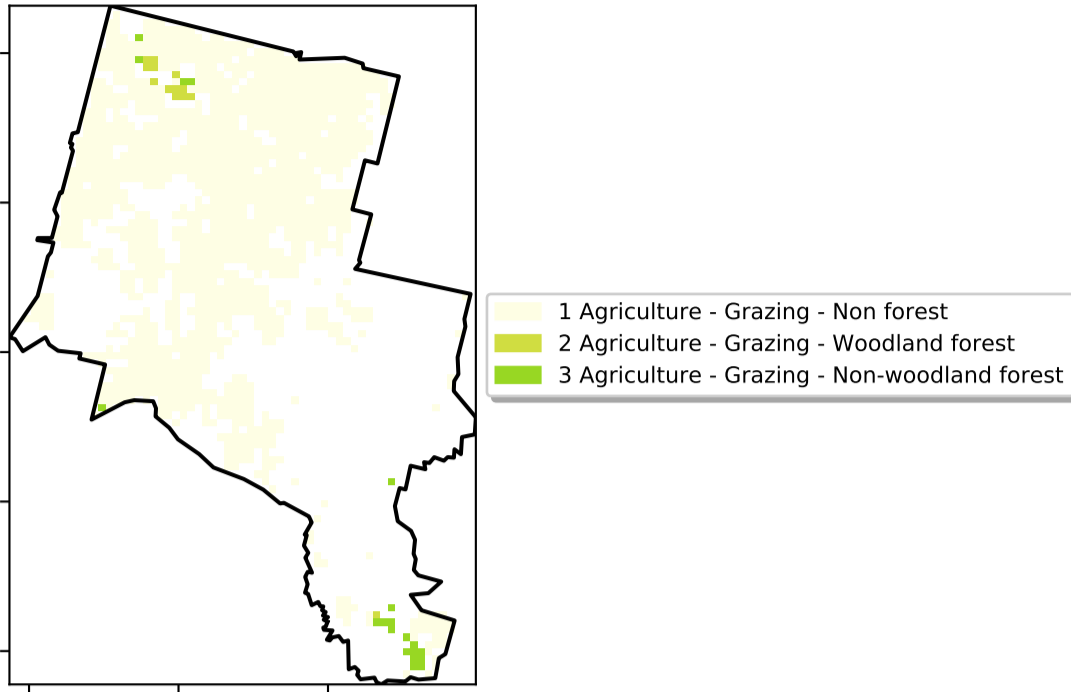 1 Agriculture - Grazing - Non forest
2 Agriculture - Grazing - Woodland forest
3 Agriculture - Grazing - Non-woodland forest